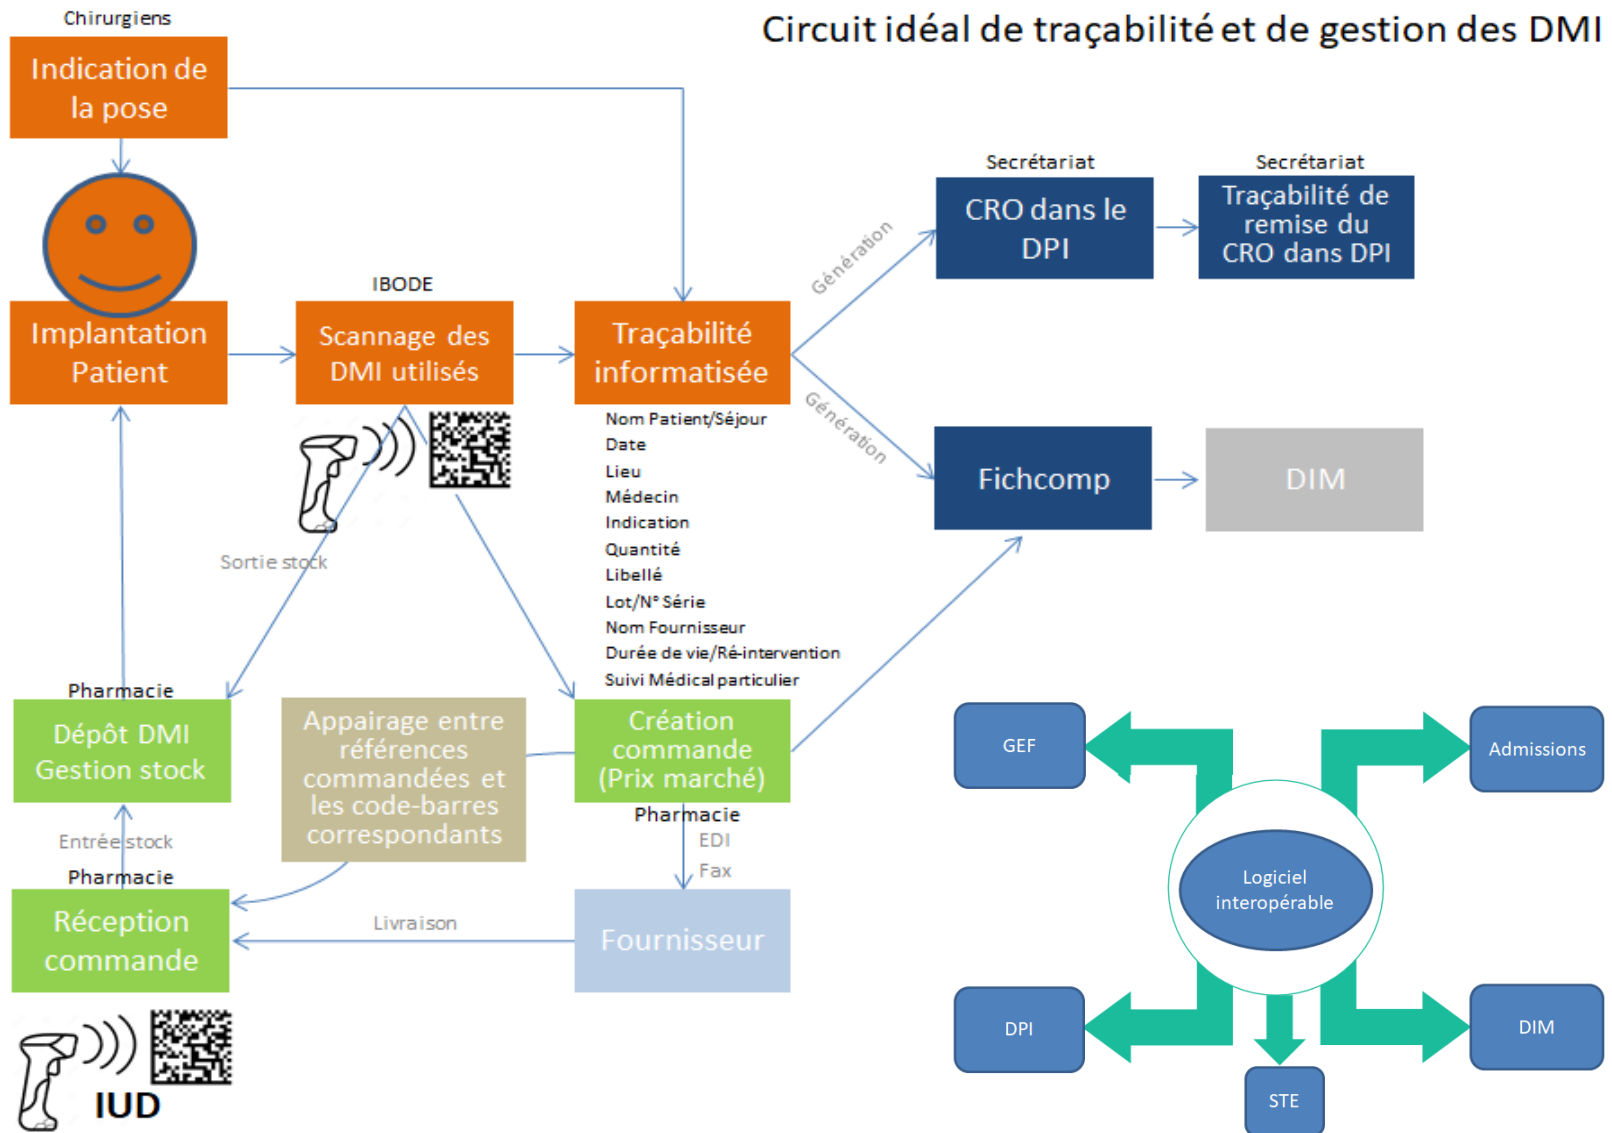 Circuit idéal de traçabilité et de gestion des DMI
Chirurgiens
Indication de
la pose
Implantation
Patient
IBODE
Scannage des
DMI utilisés
Traçabilité
informatisée
Nom Patient/Séjour
Date
Lieu
Médecin
Indication
Quantité
Libellé
Lot/N° Série
Nom Fournisseur
Durée de vie/Ré-intervention
Suivi Médical particulier
Génération
Génération
Secrétariat
CRO dans le
DPI
Secrétariat
Traçabilité de
remise du
CRO dans DPI
Fichcomp
DIM
Sortie stock
Pharmacie
Dépôt DMI
Gestion stock
Appairage entre
références
commandées et
les code-barres
correspondants
Création
commande
(Prix marché)
Pharmacie
EDI
Fax
Entrée stock
Pharmacie
Réception
commande
Livraison
Fournisseur
IUD
GEF
Admissions
Logiciel
interopérable
DPI
DIM
STE